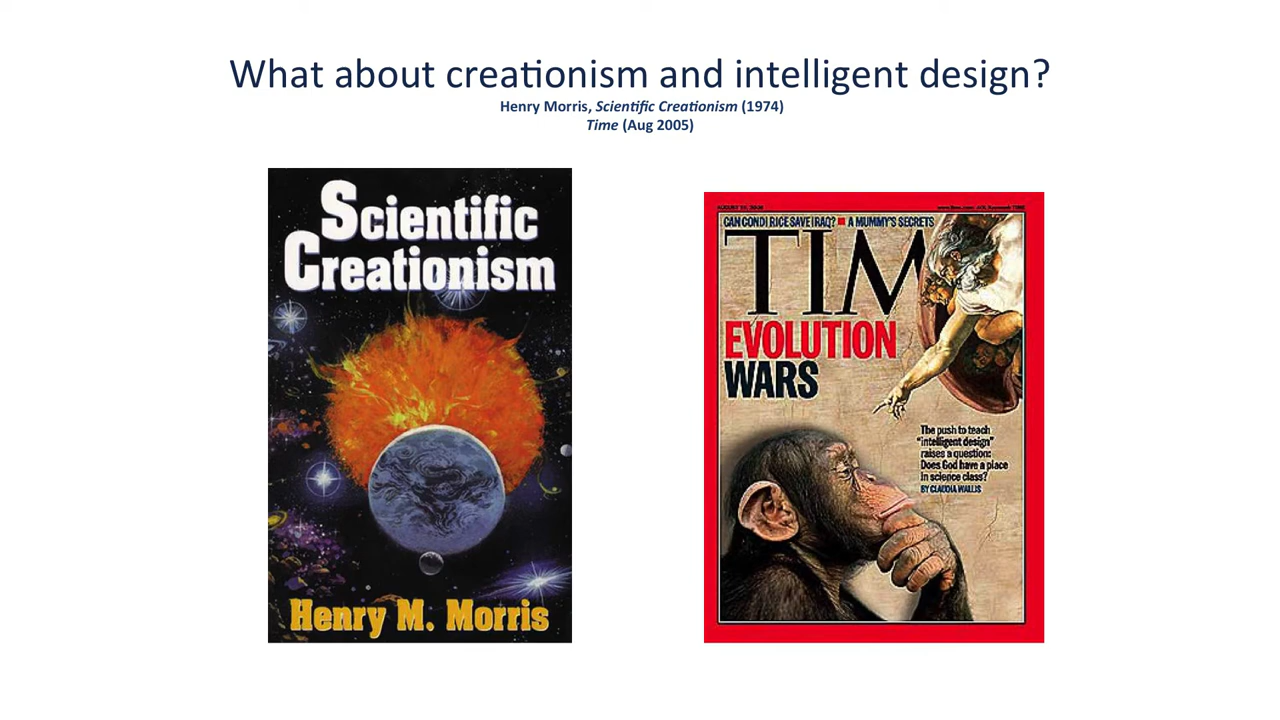 What about creationism and intelligent design?
Henry Morris, Scientific Creationism (1974)
Time (Aug 2005)
Scientific
Creationism
Henry M. Morris
CAN CONDI RICE SAVE IRAQ? ■ A MUMMY'S SECRETS
TIM
EVOLUTION
WARS
The push to teach
"intelligent design"
raises a question:
Does God have a place
in science class?
BY CLAUDIA WALLIS